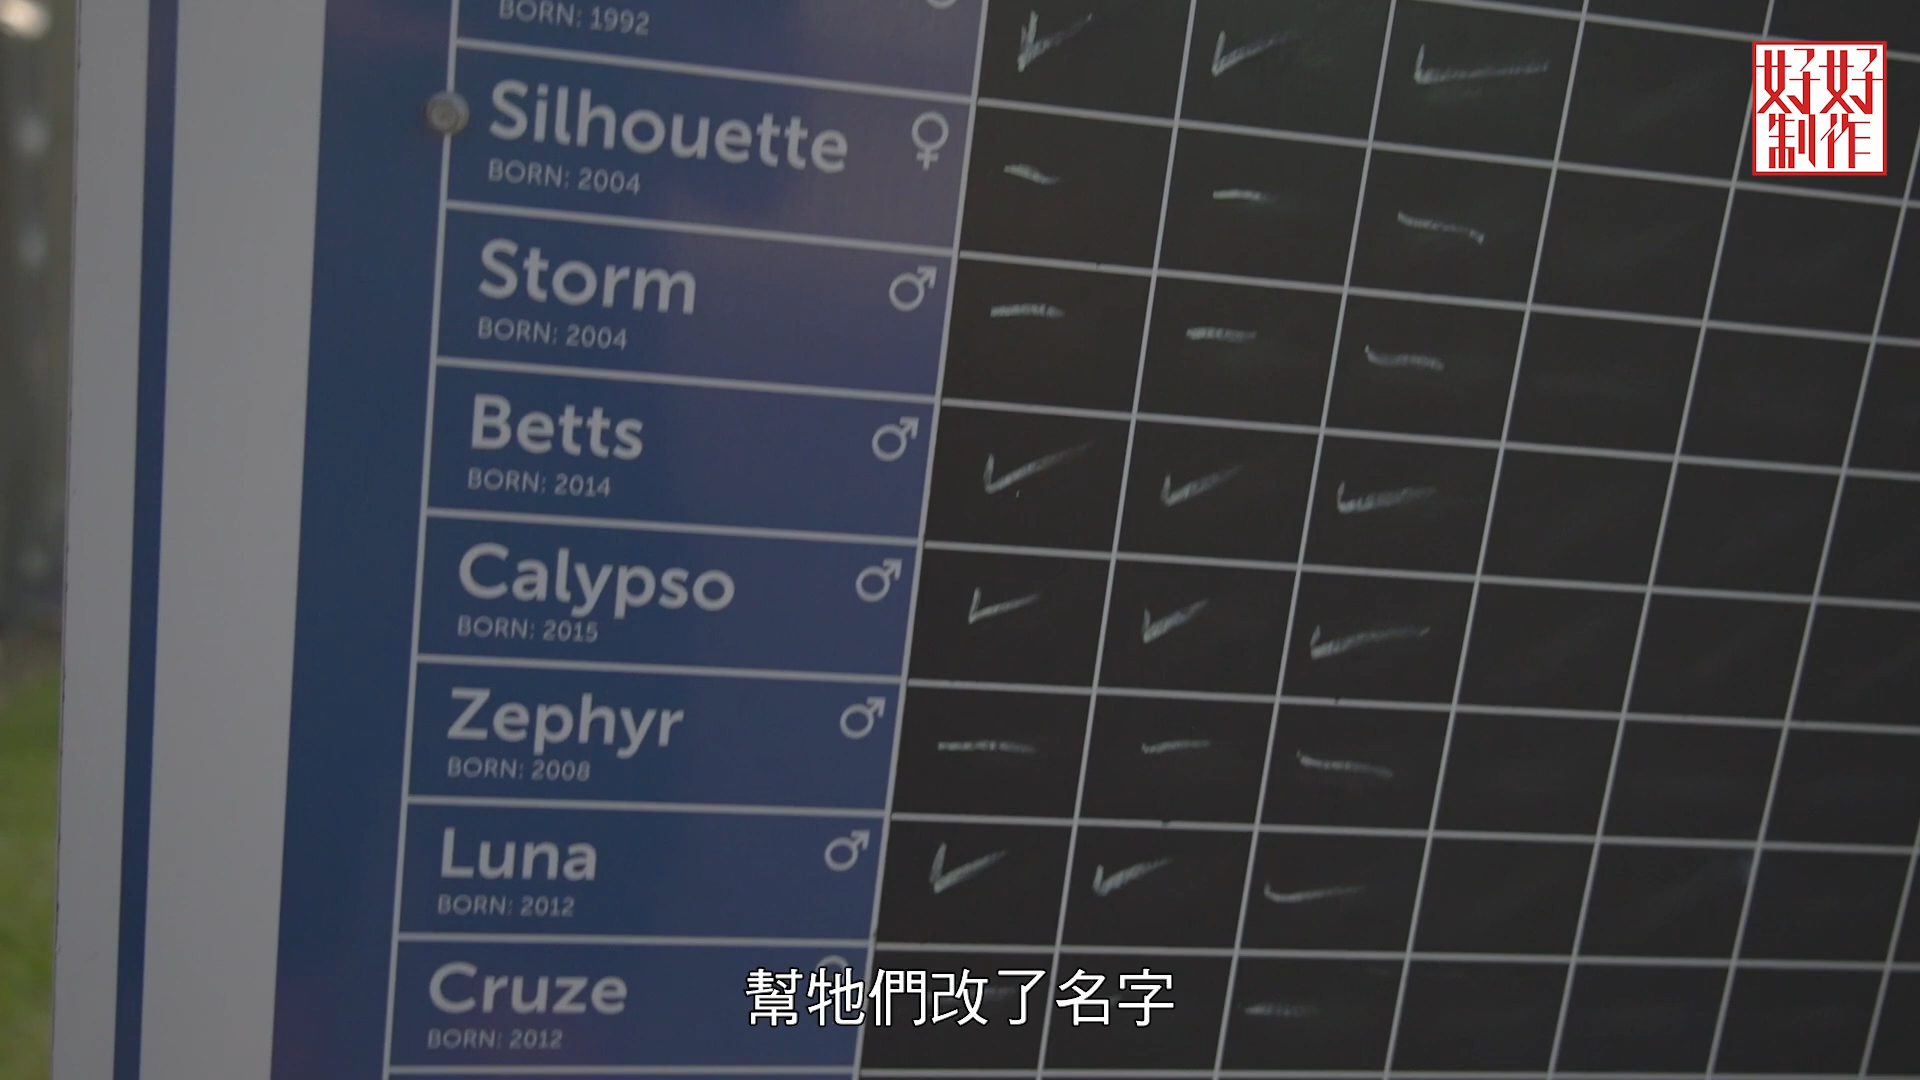 BORN: 1992
好好
制作
Silhouette ♀
BORN: 2004
Storm ♂
BORN: 2004
Betts ♂
BORN: 2014
Calypso ♂
BORN: 2015
Zephyr ♂
BORN: 2008
Luna ♂
BORN: 2012
Cruze
BORN: 2012
幫牠們改了名字